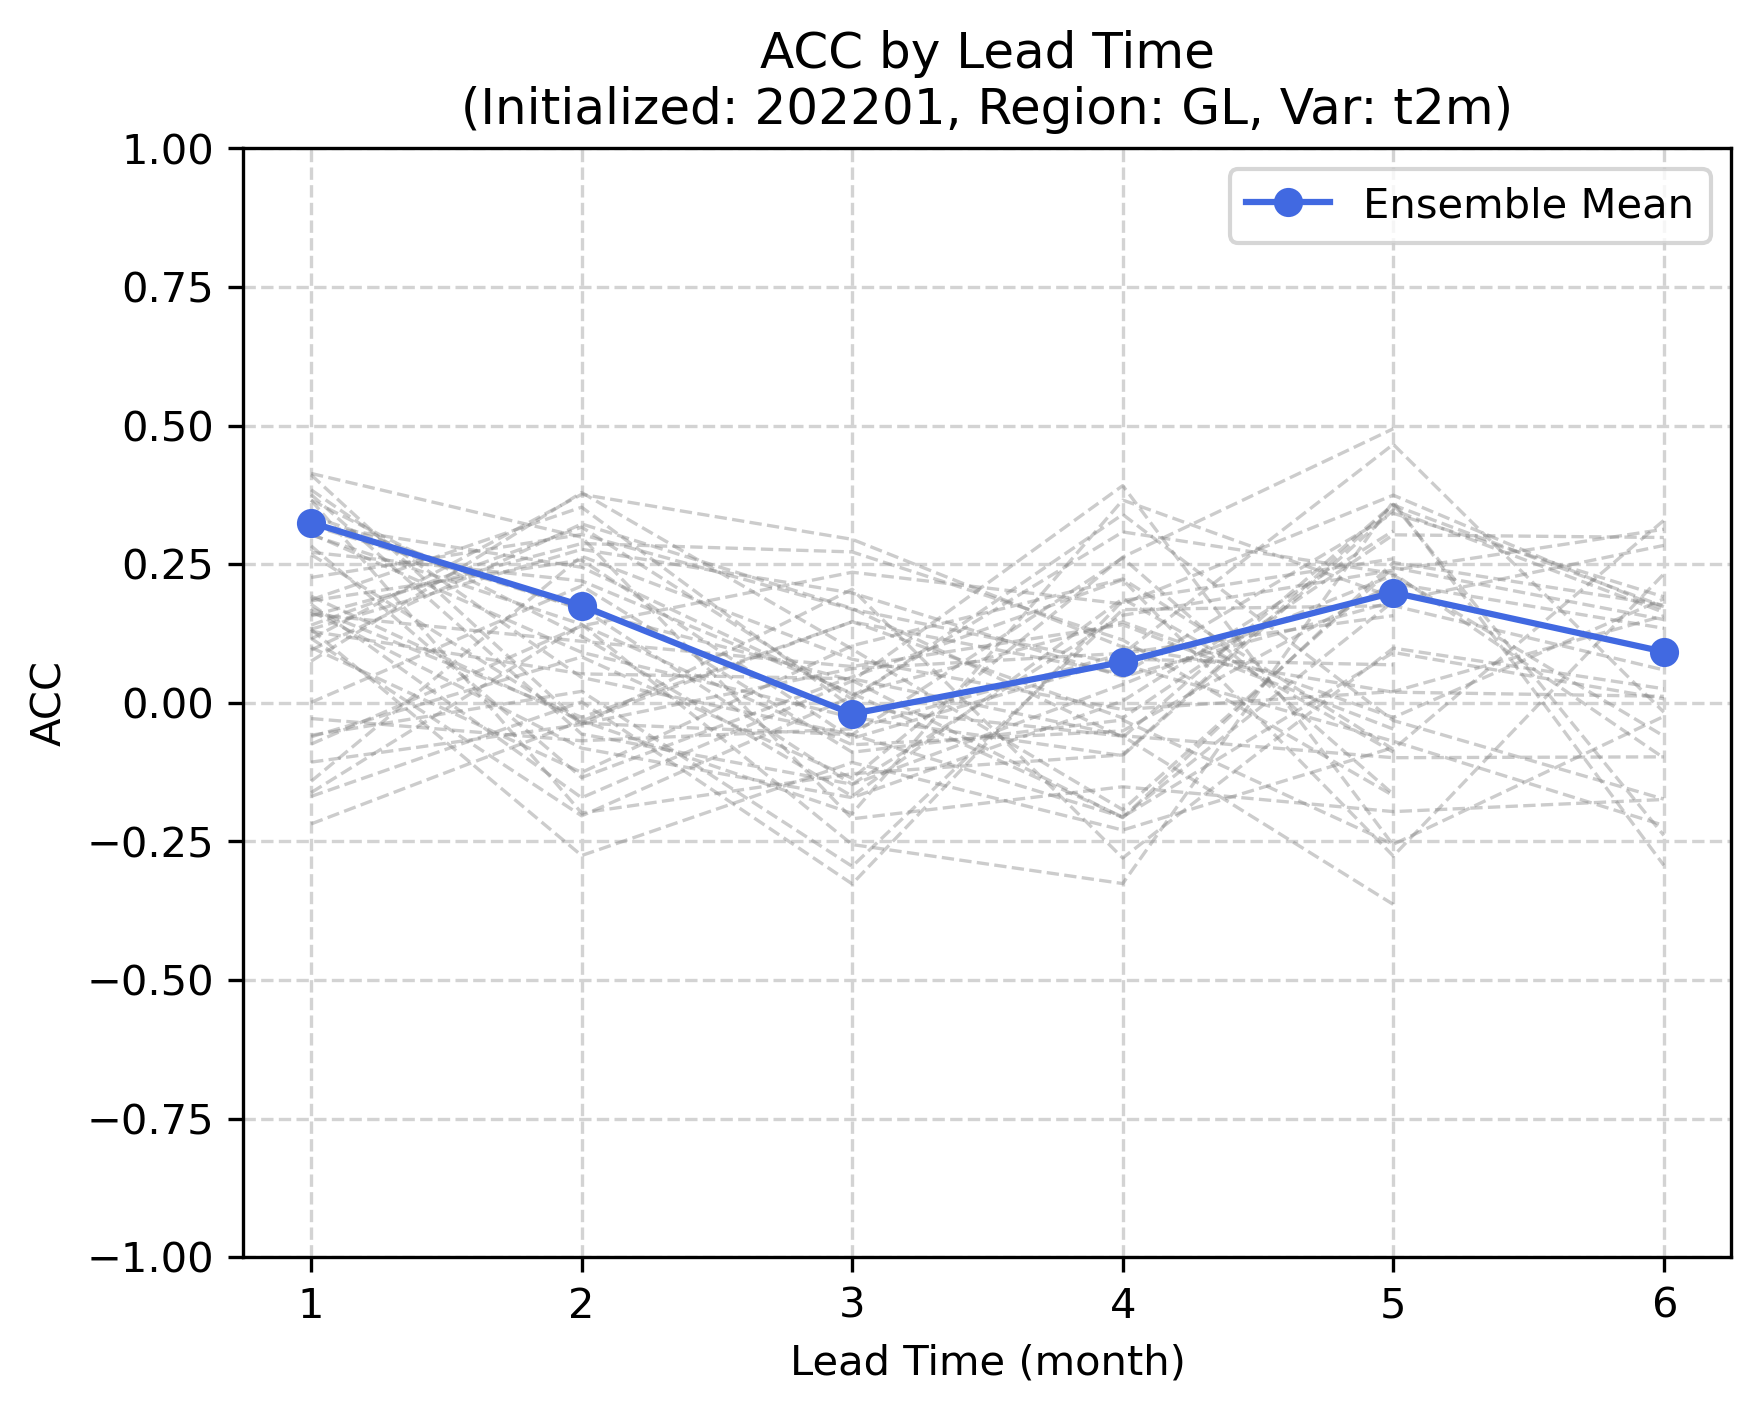 ACC by Lead Time
(Initialized: 202201, Region: GL, Var: t2m)
Ensemble Mean
1.00
0.75
0.50
0.25
0.00
−0.25
−0.50
−0.75
−1.00
ACC
1 2 3 4 5 6
Lead Time (month)